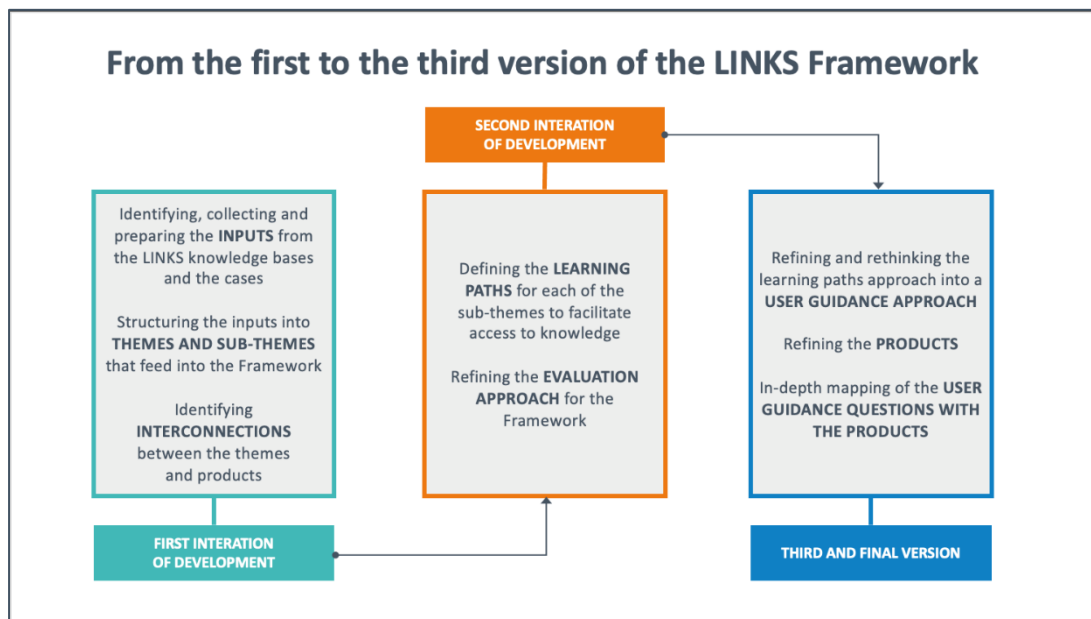 From the first to the third version of the LINKS Framework
Identifying, collecting and
preparing the INPUTS from
the LINKS knowledge bases
and the cases
Structuring the inputs into
THEMES AND SUB-THEMES
that feed into the Framework
Identifying
INTERCONNECTIONS
between the themes
and products
FIRST INTERATION
OF DEVELOPMENT
SECOND INTERATION
OF DEVELOPMENT
Defining the LEARNING
PATHS for each of the
sub-themes to facilitate
access to knowledge
Refining the EVALUATION
APPROACH for the
Framework
Refining and rethinking the
learning paths approach into a
USER GUIDANCE APPROACH
Refining the PRODUCTS
In-depth mapping of the USER
GUIDANCE QUESTIONS WITH
THE PRODUCTS
THIRD AND FINAL VERSION